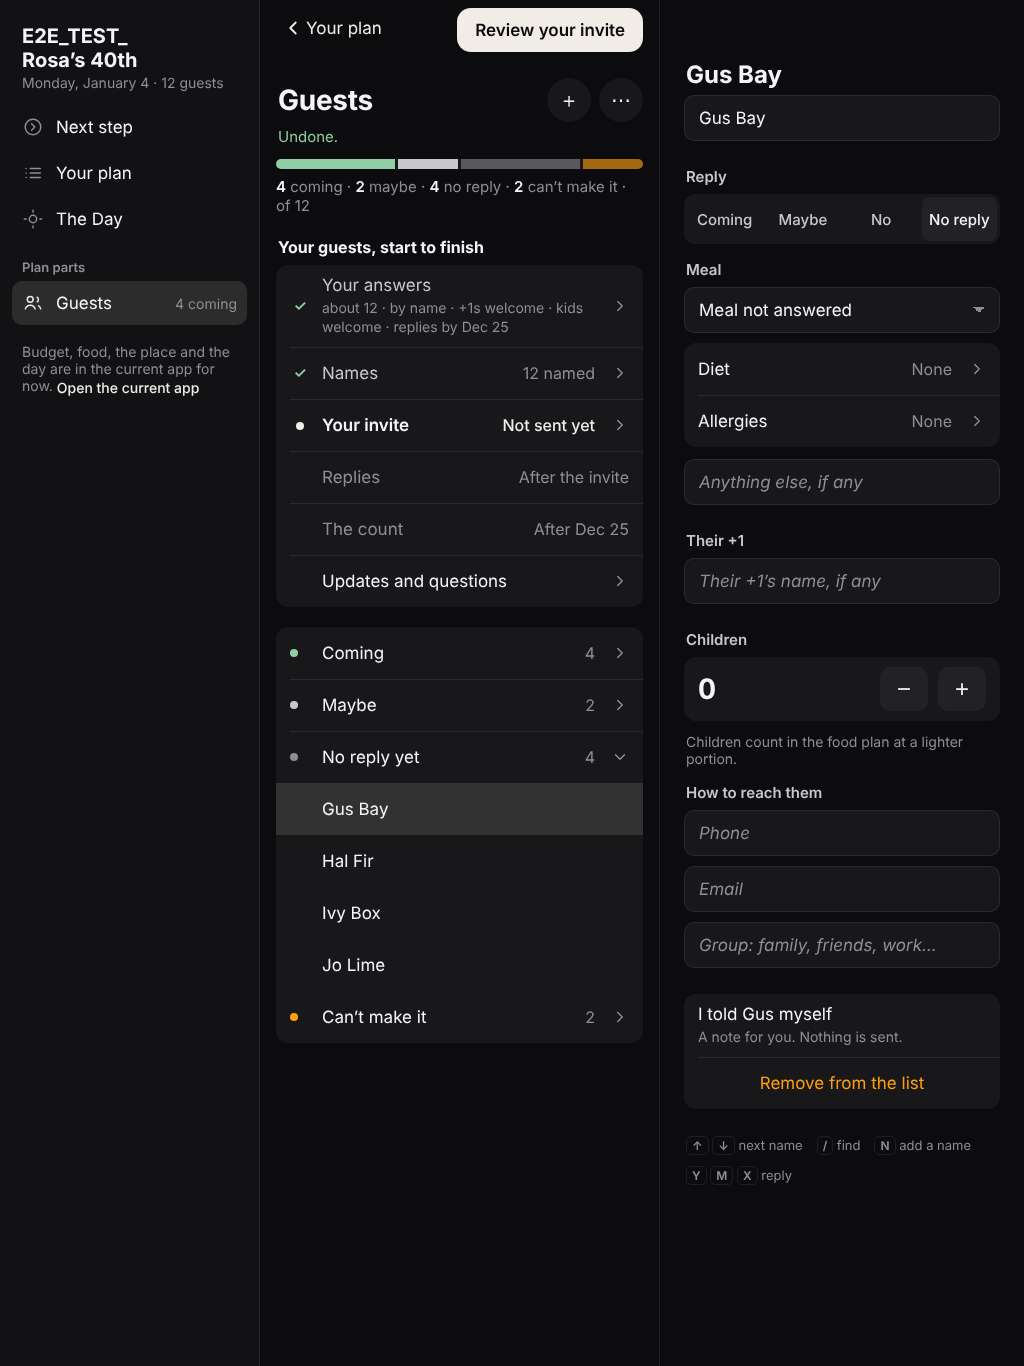 E2E_TEST_
Rosa’s 40th
Monday, January 4 · 12 guests
Next step
Your plan
The Day
Plan parts
Guests 4 coming
Budget, food, the place and the
day are in the current app for
now. Open the current app
Your plan
Review your invite
Guests
+ ···
Undone.
4 coming · 2 maybe · 4 no reply · 2 can’t make it ·
of 12
Your guests, start to finish
Your answers
about 12 · by name · +1s welcome · kids
welcome · replies by Dec 25
Names 12 named
Your invite Not sent yet
Replies After the invite
The count After Dec 25
Updates and questions
Coming 4
Maybe 2
No reply yet 4
Gus Bay
Hal Fir
Ivy Box
Jo Lime
Can’t make it 2
Gus Bay
Gus Bay
Reply
Coming Maybe No No reply
Meal
Meal not answered
Diet None
Allergies None
Anything else, if any
Their +1
Their +1’s name, if any
Children
0 − +
Children count in the food plan at a lighter
portion.
How to reach them
Phone
Email
Group: family, friends, work…
I told Gus myself
A note for you. Nothing is sent.
Remove from the list
↑ ↓ next name / find N add a name
Y M X reply